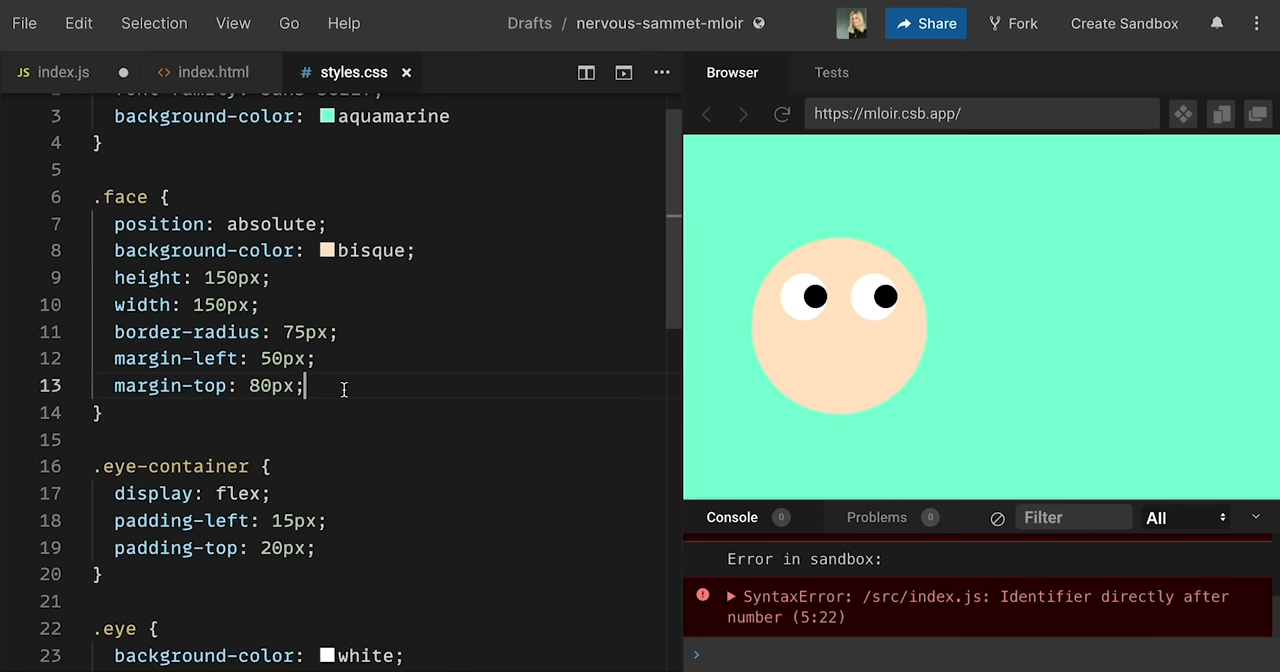 File Edit Selection View Go Help Drafts / nervous-sammet-mloir Share Fork Create Sandbox
JS index.js <> index.html # styles.css × ··· Browser Tests
https://mloir.csb.app/
3 background-color: aquamarine
4 }
5
6 .face {
7 position: absolute;
8 background-color: bisque;
9 height: 150px;
10 width: 150px;
11 border-radius: 75px;
12 margin-left: 50px;
13 margin-top: 80px;
14 }
15
16 .eye-container {
17 display: flex;
18 padding-left: 15px;
19 padding-top: 20px;
20 }
21
22 .eye {
23 background-color: white;
Console 0 Problems 0 Filter All
Error in sandbox:
SyntaxError: /src/index.js: Identifier directly after
number (5:22)